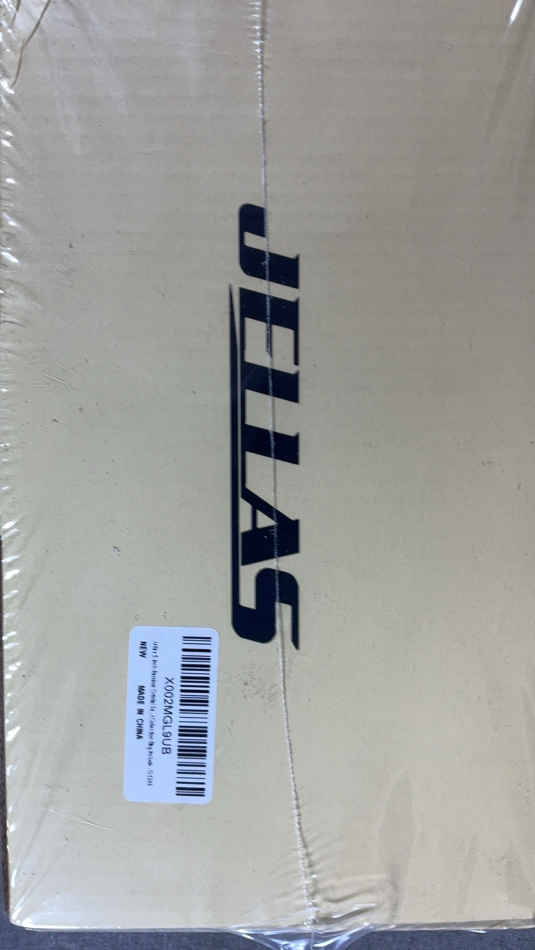 JELLAS
X002MGL9UB
NEW
MADE IN CHINA